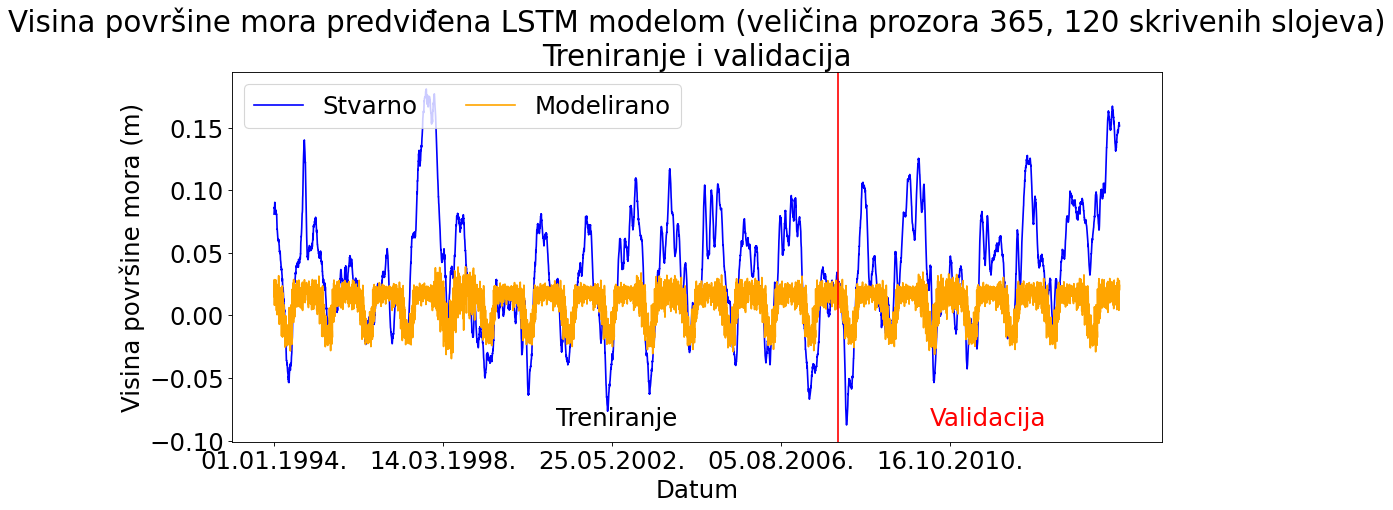 Visina površine mora predviđena LSTM modelom (veličina prozora 365, 120 skrivenih slojeva)
Treniranje i validacija
Stvarno
Modelirano
Visina površine mora (m)
0.15
0.10
0.05
0.00
−0.05
−0.10
Treniranje
Validacija
01.01.1994.
14.03.1998.
25.05.2002.
05.08.2006.
16.10.2010.
Datum